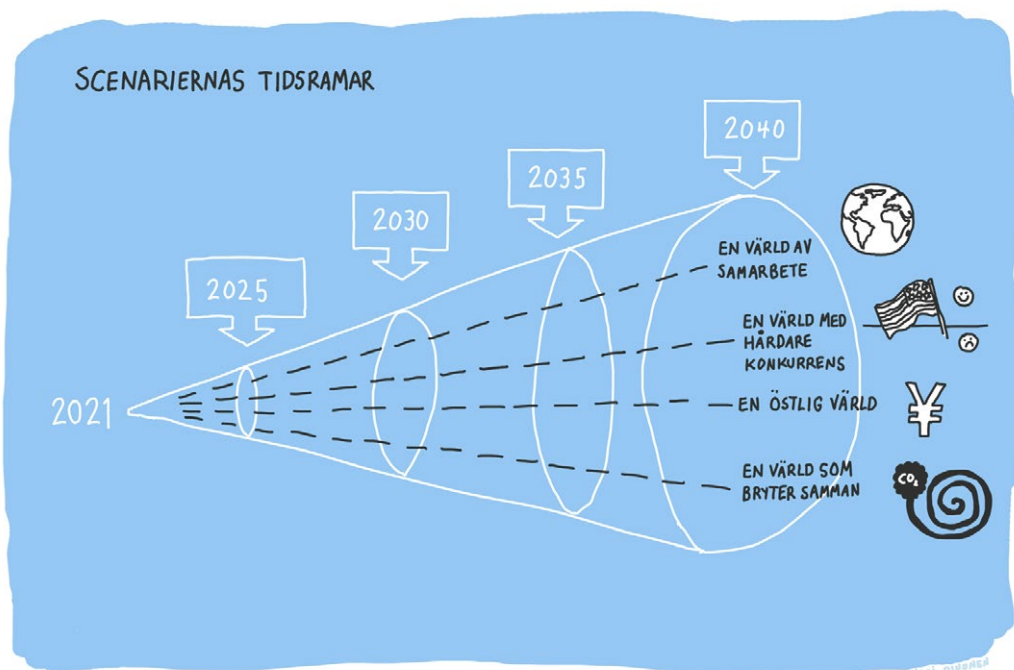 SCENARIERNAS TIDSRAMAR
2040
2035
2030
2025
2021
EN VÄRLD AV
SAMARBETE
EN VÄRLD MED
HÅRDARE
KONKURRENS
EN ÖSTLIG VÄRLD
¥
EN VÄRLD SOM
BRYTER SAMMAN
CO₂